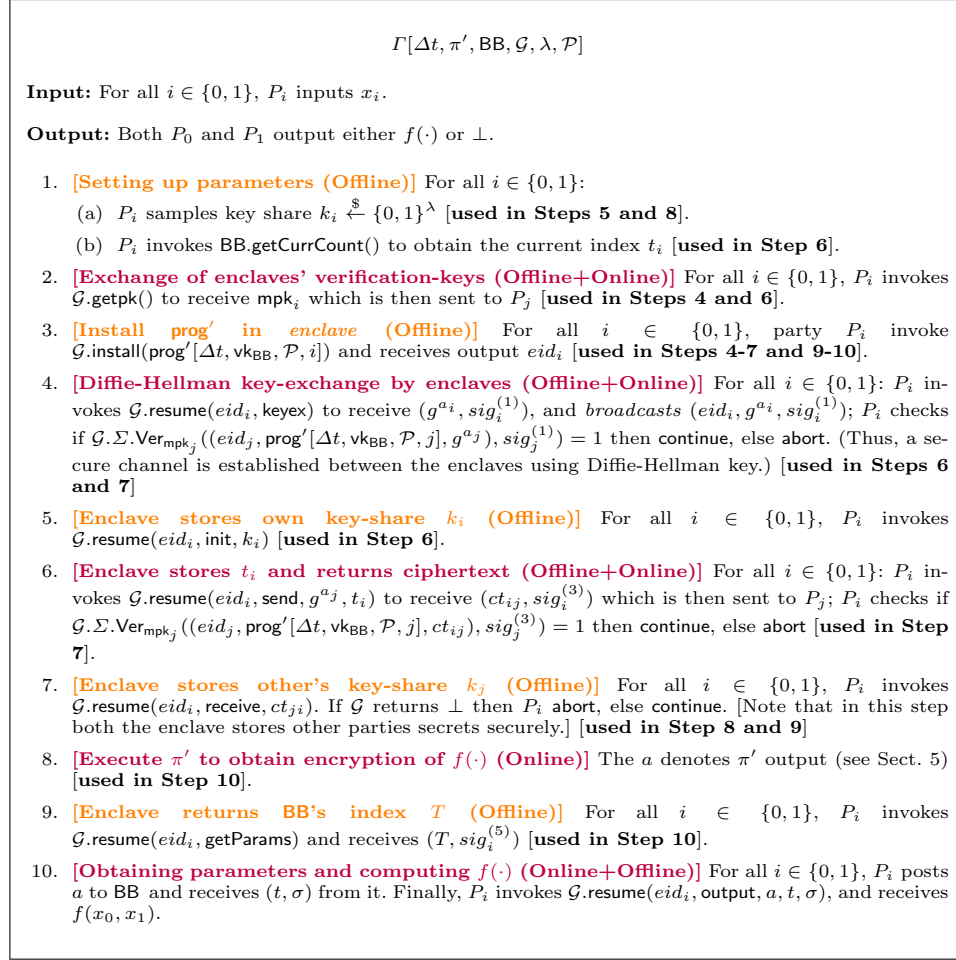 Γ[Δt, π′, BB, 𝒢, λ, 𝒫]
Input: For all i ∈ {0, 1}, P_i inputs x_i.
Output: Both P_0 and P_1 output either f(·) or ⊥.
1. [Setting up parameters (Offline)] For all i ∈ {0, 1}:
(a) P_i samples key share k_i ←$ {0, 1}^λ [used in Steps 5 and 8].
(b) P_i invokes BB.getCurrCount() to obtain the current index t_i [used in Step 6].
2. [Exchange of enclaves' verification-keys (Offline+Online)] For all i ∈ {0, 1}, P_i invokes
𝒢.getpk() to receive mpk_i which is then sent to P_j [used in Steps 4 and 6].
3. [Install prog′ in enclave (Offline)] For all i ∈ {0, 1}, party P_i invoke
𝒢.install(prog′[Δt, vk_BB, 𝒫, i]) and receives output eid_i [used in Steps 4-7 and 9-10].
4. [Diffie-Hellman key-exchange by enclaves (Offline+Online)] For all i ∈ {0, 1}: P_i in-
vokes 𝒢.resume(eid_i, keyex) to receive (g^{a_i}, sig_i^{(1)}), and broadcasts (eid_i, g^{a_i}, sig_i^{(1)}); P_i checks
if 𝒢.Σ.Ver_{mpk_j}((eid_j, prog′[Δt, vk_BB, 𝒫, j], g^{a_j}), sig_j^{(1)}) = 1 then continue, else abort. (Thus, a se-
cure channel is established between the enclaves using Diffie-Hellman key.) [used in Steps 6
and 7]
5. [Enclave stores own key-share k_i (Offline)] For all i ∈ {0, 1}, P_i invokes
𝒢.resume(eid_i, init, k_i) [used in Step 6].
6. [Enclave stores t_i and returns ciphertext (Offline+Online)] For all i ∈ {0, 1}: P_i in-
vokes 𝒢.resume(eid_i, send, g^{a_j}, t_i) to receive (ct_{ij}, sig_i^{(3)}) which is then sent to P_j; P_i checks if
𝒢.Σ.Ver_{mpk_j}((eid_j, prog′[Δt, vk_BB, 𝒫, j], ct_{ij}), sig_j^{(3)}) = 1 then continue, else abort [used in Step
7].
7. [Enclave stores other's key-share k_j (Offline)] For all i ∈ {0, 1}, P_i invokes
𝒢.resume(eid_i, receive, ct_{ji}). If 𝒢 returns ⊥ then P_i abort, else continue. [Note that in this step
both the enclave stores other parties secrets securely.] [used in Step 8 and 9]
8. [Execute π′ to obtain encryption of f(·) (Online)] The a denotes π′ output (see Sect. 5)
[used in Step 10].
9. [Enclave returns BB's index T (Offline)] For all i ∈ {0, 1}, P_i invokes
𝒢.resume(eid_i, getParams) and receives (T, sig_i^{(5)}) [used in Step 10].
10. [Obtaining parameters and computing f(·) (Online+Offline)] For all i ∈ {0, 1}, P_i posts
a to BB and receives (t, σ) from it. Finally, P_i invokes 𝒢.resume(eid_i, output, a, t, σ), and receives
f(x_0, x_1).